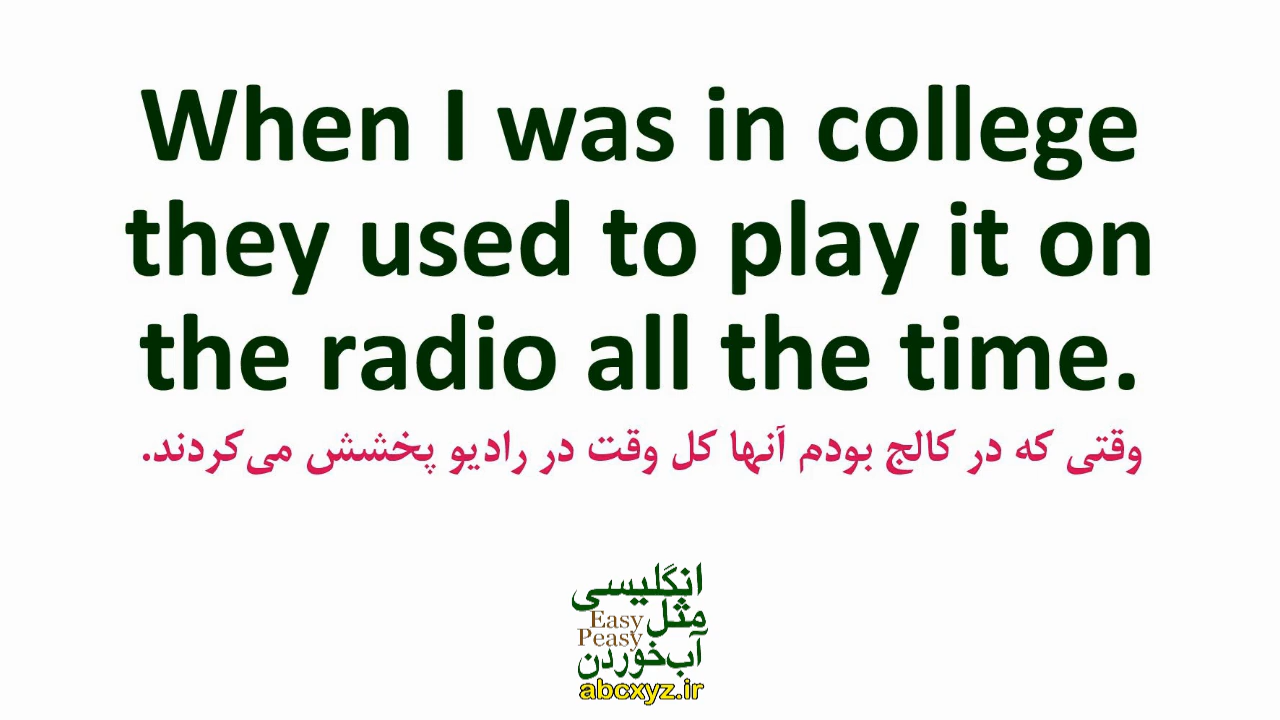 When I was in college
they used to play it on
the radio all the time.
وقتی که در کالج بودم آنها کل وقت در رادیو پخشش می‌کردند.
انگلیسی
مثل
Easy
Peasy
آب‌خوردن
abcxyz.ir